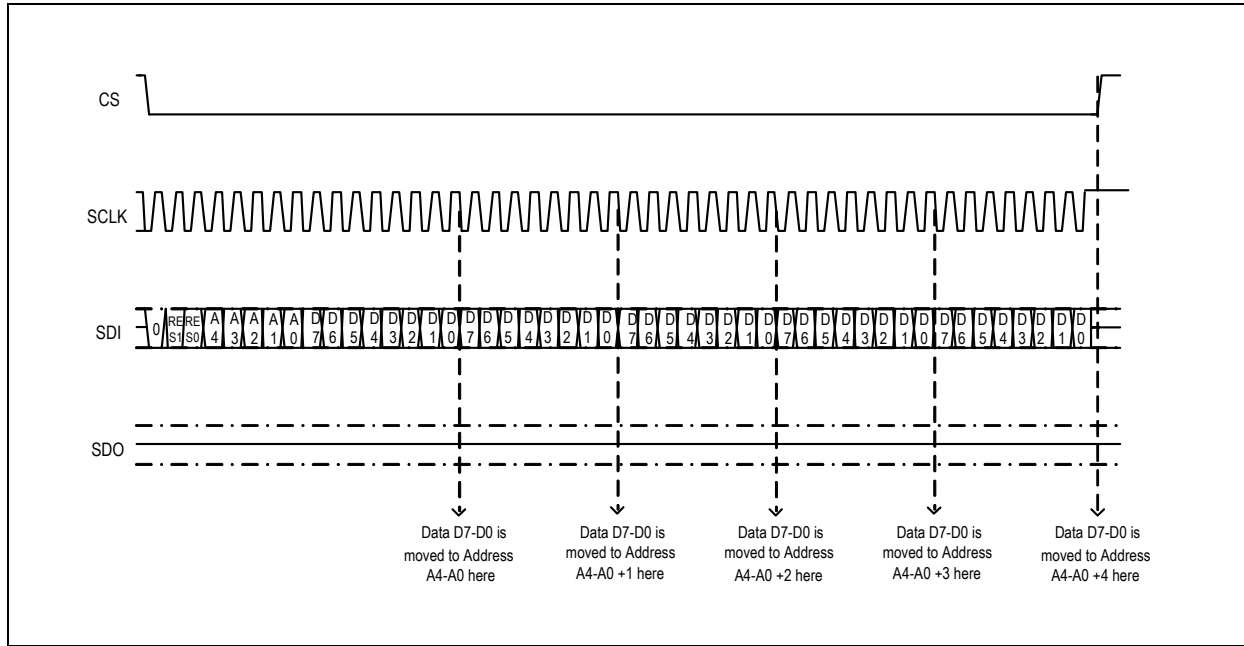 CS
SCLK
SDI
0 RE S1 RE S0 A 4 A 3 A 2 A 1 A 0 D 7 D 6 D 5 D 4 D 3 D 2 D 1 D 0 D 7 D 6 D 5 D 4 D 3 D 2 D 1 D 0 D 7 D 6 D 5 D 4 D 3 D 2 D 1 D 0 D 7 D 6 D 5 D 4 D 3 D 2 D 1 D 0 D 7 D 6 D 5 D 4 D 3 D 2 D 1 D 0
SDO
Data D7-D0 is
moved to Address
A4-A0 here
Data D7-D0 is
moved to Address
A4-A0 +1 here
Data D7-D0 is
moved to Address
A4-A0 +2 here
Data D7-D0 is
moved to Address
A4-A0 +3 here
Data D7-D0 is
moved to Address
A4-A0 +4 here